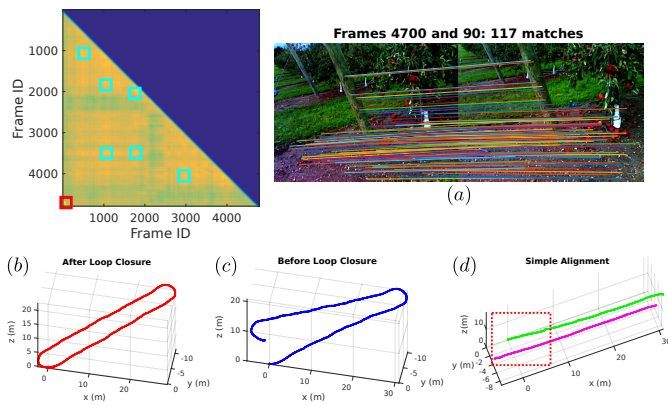 Frames 4700 and 90: 117 matches
1000
2000
3000
4000
Frame ID
1000 2000 3000 4000
Frame ID
(a)
(b) After Loop Closure
z (m)
20
15
10
5
0
0
10
20
x (m)
-10
-5
0
y (m)
(c) Before Loop Closure
z (m)
20
10
0
0
10
20
30
x (m)
-10
-5
0
y (m)
(d) Simple Alignment
z(m)
10
0
0
-2
-4
-6
-8
y (m)
0
10
20
30
x (m)